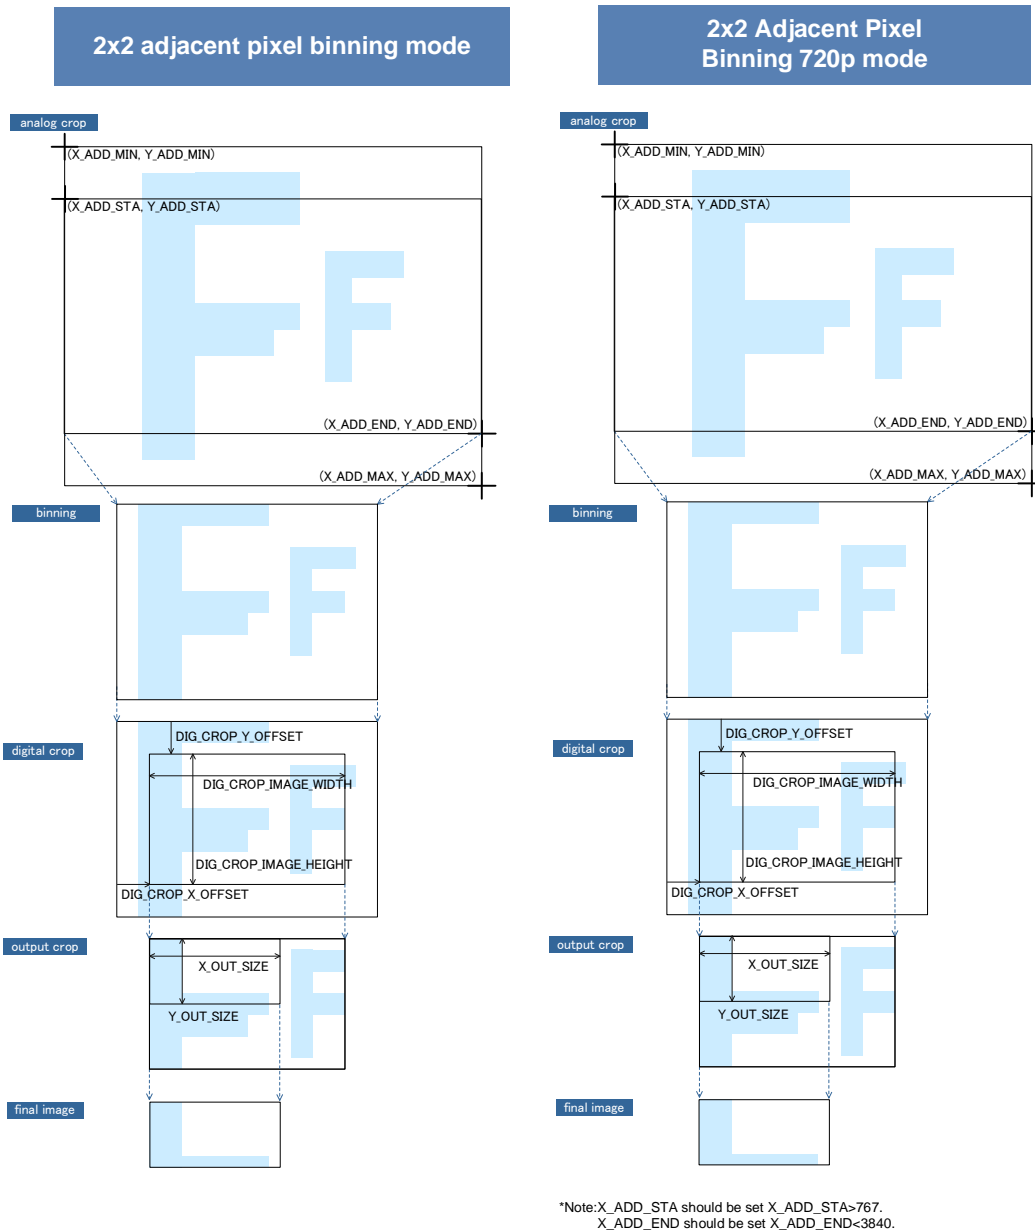 2x2 adjacent pixel binning mode
analog crop
(X_ADD_MIN, Y_ADD_MIN)
(X_ADD_STA, Y_ADD_STA)
(X_ADD_END, Y_ADD_END)
(X_ADD_MAX, Y_ADD_MAX)
binning
digital crop
DIG_CROP_Y_OFFSET
DIG_CROP_IMAGE_WIDTH
DIG_CROP_IMAGE_HEIGHT
DIG_CROP_X_OFFSET
output crop
X_OUT_SIZE
Y_OUT_SIZE
final image
2x2 Adjacent Pixel
Binning 720p mode
analog crop
(X_ADD_MIN, Y_ADD_MIN)
(X_ADD_STA, Y_ADD_STA)
(X_ADD_END, Y_ADD_END)
(X_ADD_MAX, Y_ADD_MAX)
binning
digital crop
DIG_CROP_Y_OFFSET
DIG_CROP_IMAGE_WIDTH
DIG_CROP_IMAGE_HEIGHT
DIG_CROP_X_OFFSET
output crop
X_OUT_SIZE
Y_OUT_SIZE
final image
*Note:X_ADD_STA should be set X_ADD_STA>767.
X_ADD_END should be set X_ADD_END<3840.